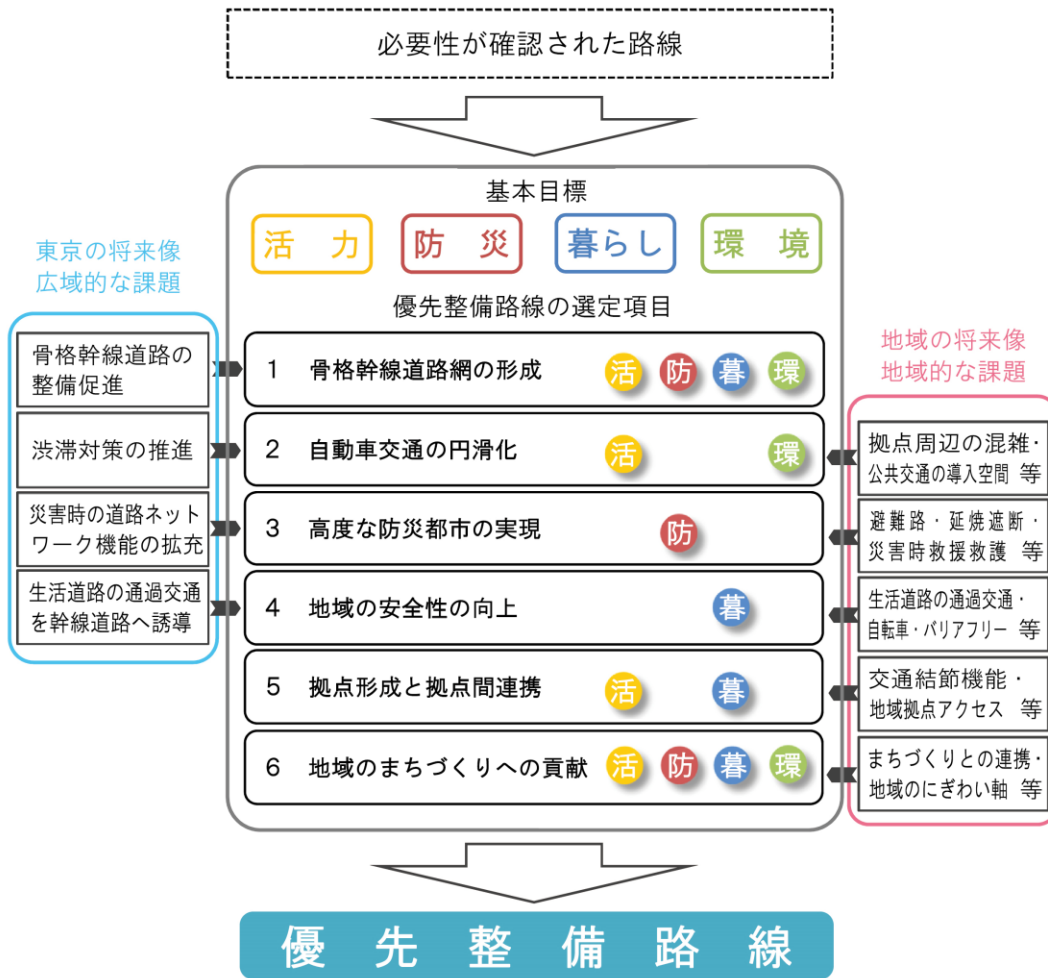 必要性が確認された路線
基本目標
活 力
防 災
暮らし
環 境
優先整備路線の選定項目
東京の将来像
広域的な課題
骨格幹線道路の
整備促進
渋滞対策の推進
災害時の道路ネット
ワーク機能の拡充
生活道路の通過交通
を幹線道路へ誘導
1 骨格幹線道路網の形成 活 防 暮 環
2 自動車交通の円滑化 活 環
3 高度な防災都市の実現 防
4 地域の安全性の向上 暮
5 拠点形成と拠点間連携 活 暮
6 地域のまちづくりへの貢献 活 防 暮 環
地域の将来像
地域的な課題
拠点周辺の混雑・
公共交通の導入空間 等
避難路・延焼遮断・
災害時救援救護 等
生活道路の通過交通・
自転車・バリアフリー 等
交通結節機能・
地域拠点アクセス 等
まちづくりとの連携・
地域のにぎわい軸 等
優先整備路線